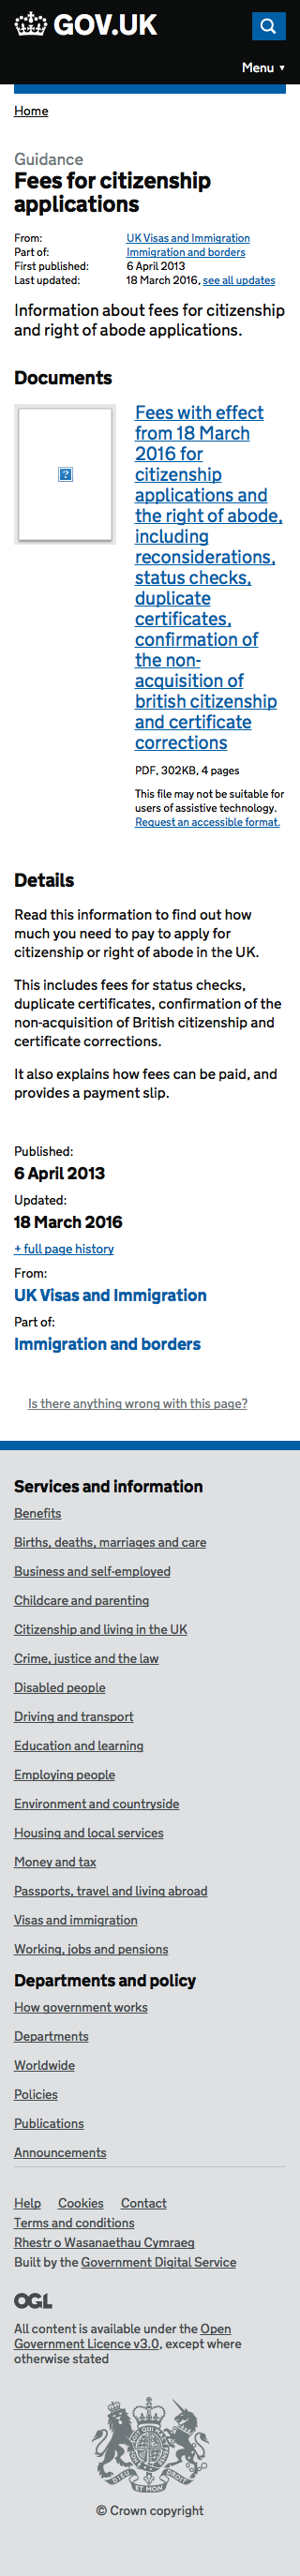 GOV.UK
Menu ▼
Home
Guidance
Fees for citizenship
applications
From: UK Visas and Immigration
Part of: Immigration and borders
First published: 6 April 2013
Last updated: 18 March 2016, see all updates
Information about fees for citizenship
and right of abode applications.
Documents
Fees with effect
from 18 March
2016 for
citizenship
applications and
the right of abode,
including
reconsiderations,
status checks,
duplicate
certificates,
confirmation of
the non-
acquisition of
british citizenship
and certificate
corrections
PDF, 302KB, 4 pages
This file may not be suitable for
users of assistive technology.
Request an accessible format.
Details
Read this information to find out how
much you need to pay to apply for
citizenship or right of abode in the UK.
This includes fees for status checks,
duplicate certificates, confirmation of the
non-acquisition of British citizenship and
certificate corrections.
It also explains how fees can be paid, and
provides a payment slip.
Published:
6 April 2013
Updated:
18 March 2016
+ full page history
From:
UK Visas and Immigration
Part of:
Immigration and borders
Is there anything wrong with this page?
Services and information
Benefits
Births, deaths, marriages and care
Business and self-employed
Childcare and parenting
Citizenship and living in the UK
Crime, justice and the law
Disabled people
Driving and transport
Education and learning
Employing people
Environment and countryside
Housing and local services
Money and tax
Passports, travel and living abroad
Visas and immigration
Working, jobs and pensions
Departments and policy
How government works
Departments
Worldwide
Policies
Publications
Announcements
Help Cookies Contact
Terms and conditions
Rhestr o Wasanaethau Cymraeg
Built by the Government Digital Service
OGL
All content is available under the Open
Government Licence v3.0, except where
otherwise stated
DIEU ET MON
© Crown copyright